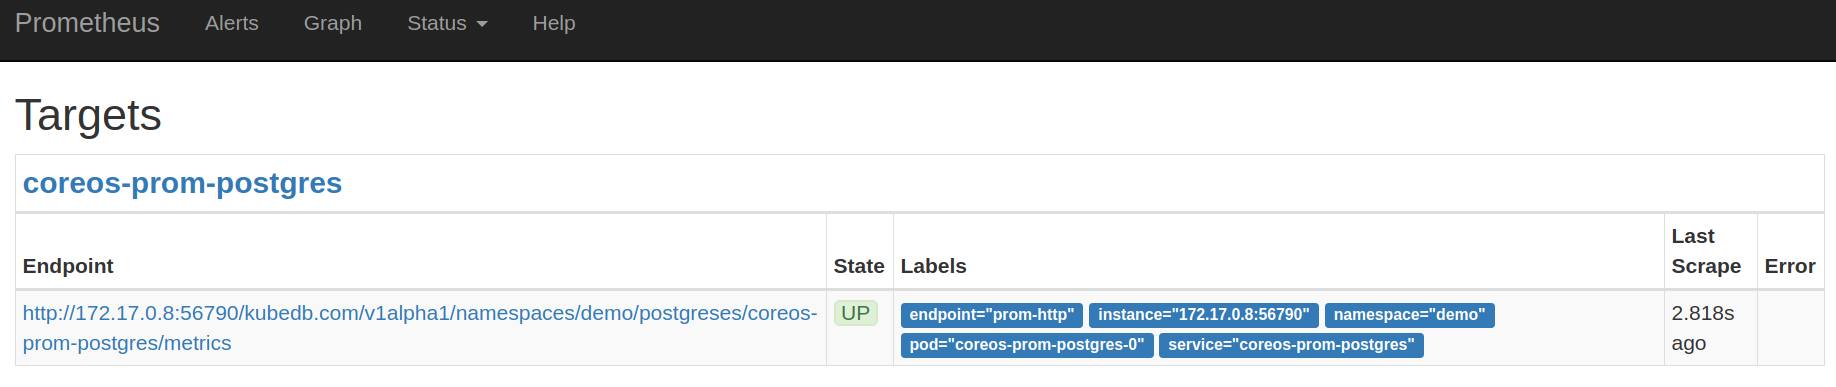 Prometheus Alerts Graph Status Help
Targets
coreos-prom-postgres
Endpoint State Labels Last Scrape Error
http://172.17.0.8:56790/kubedb.com/v1alpha1/namespaces/demo/postgreses/coreos-
prom-postgres/metrics
UP
endpoint="prom-http" instance="172.17.0.8:56790" namespace="demo"
pod="coreos-prom-postgres-0" service="coreos-prom-postgres"
2.818s
ago